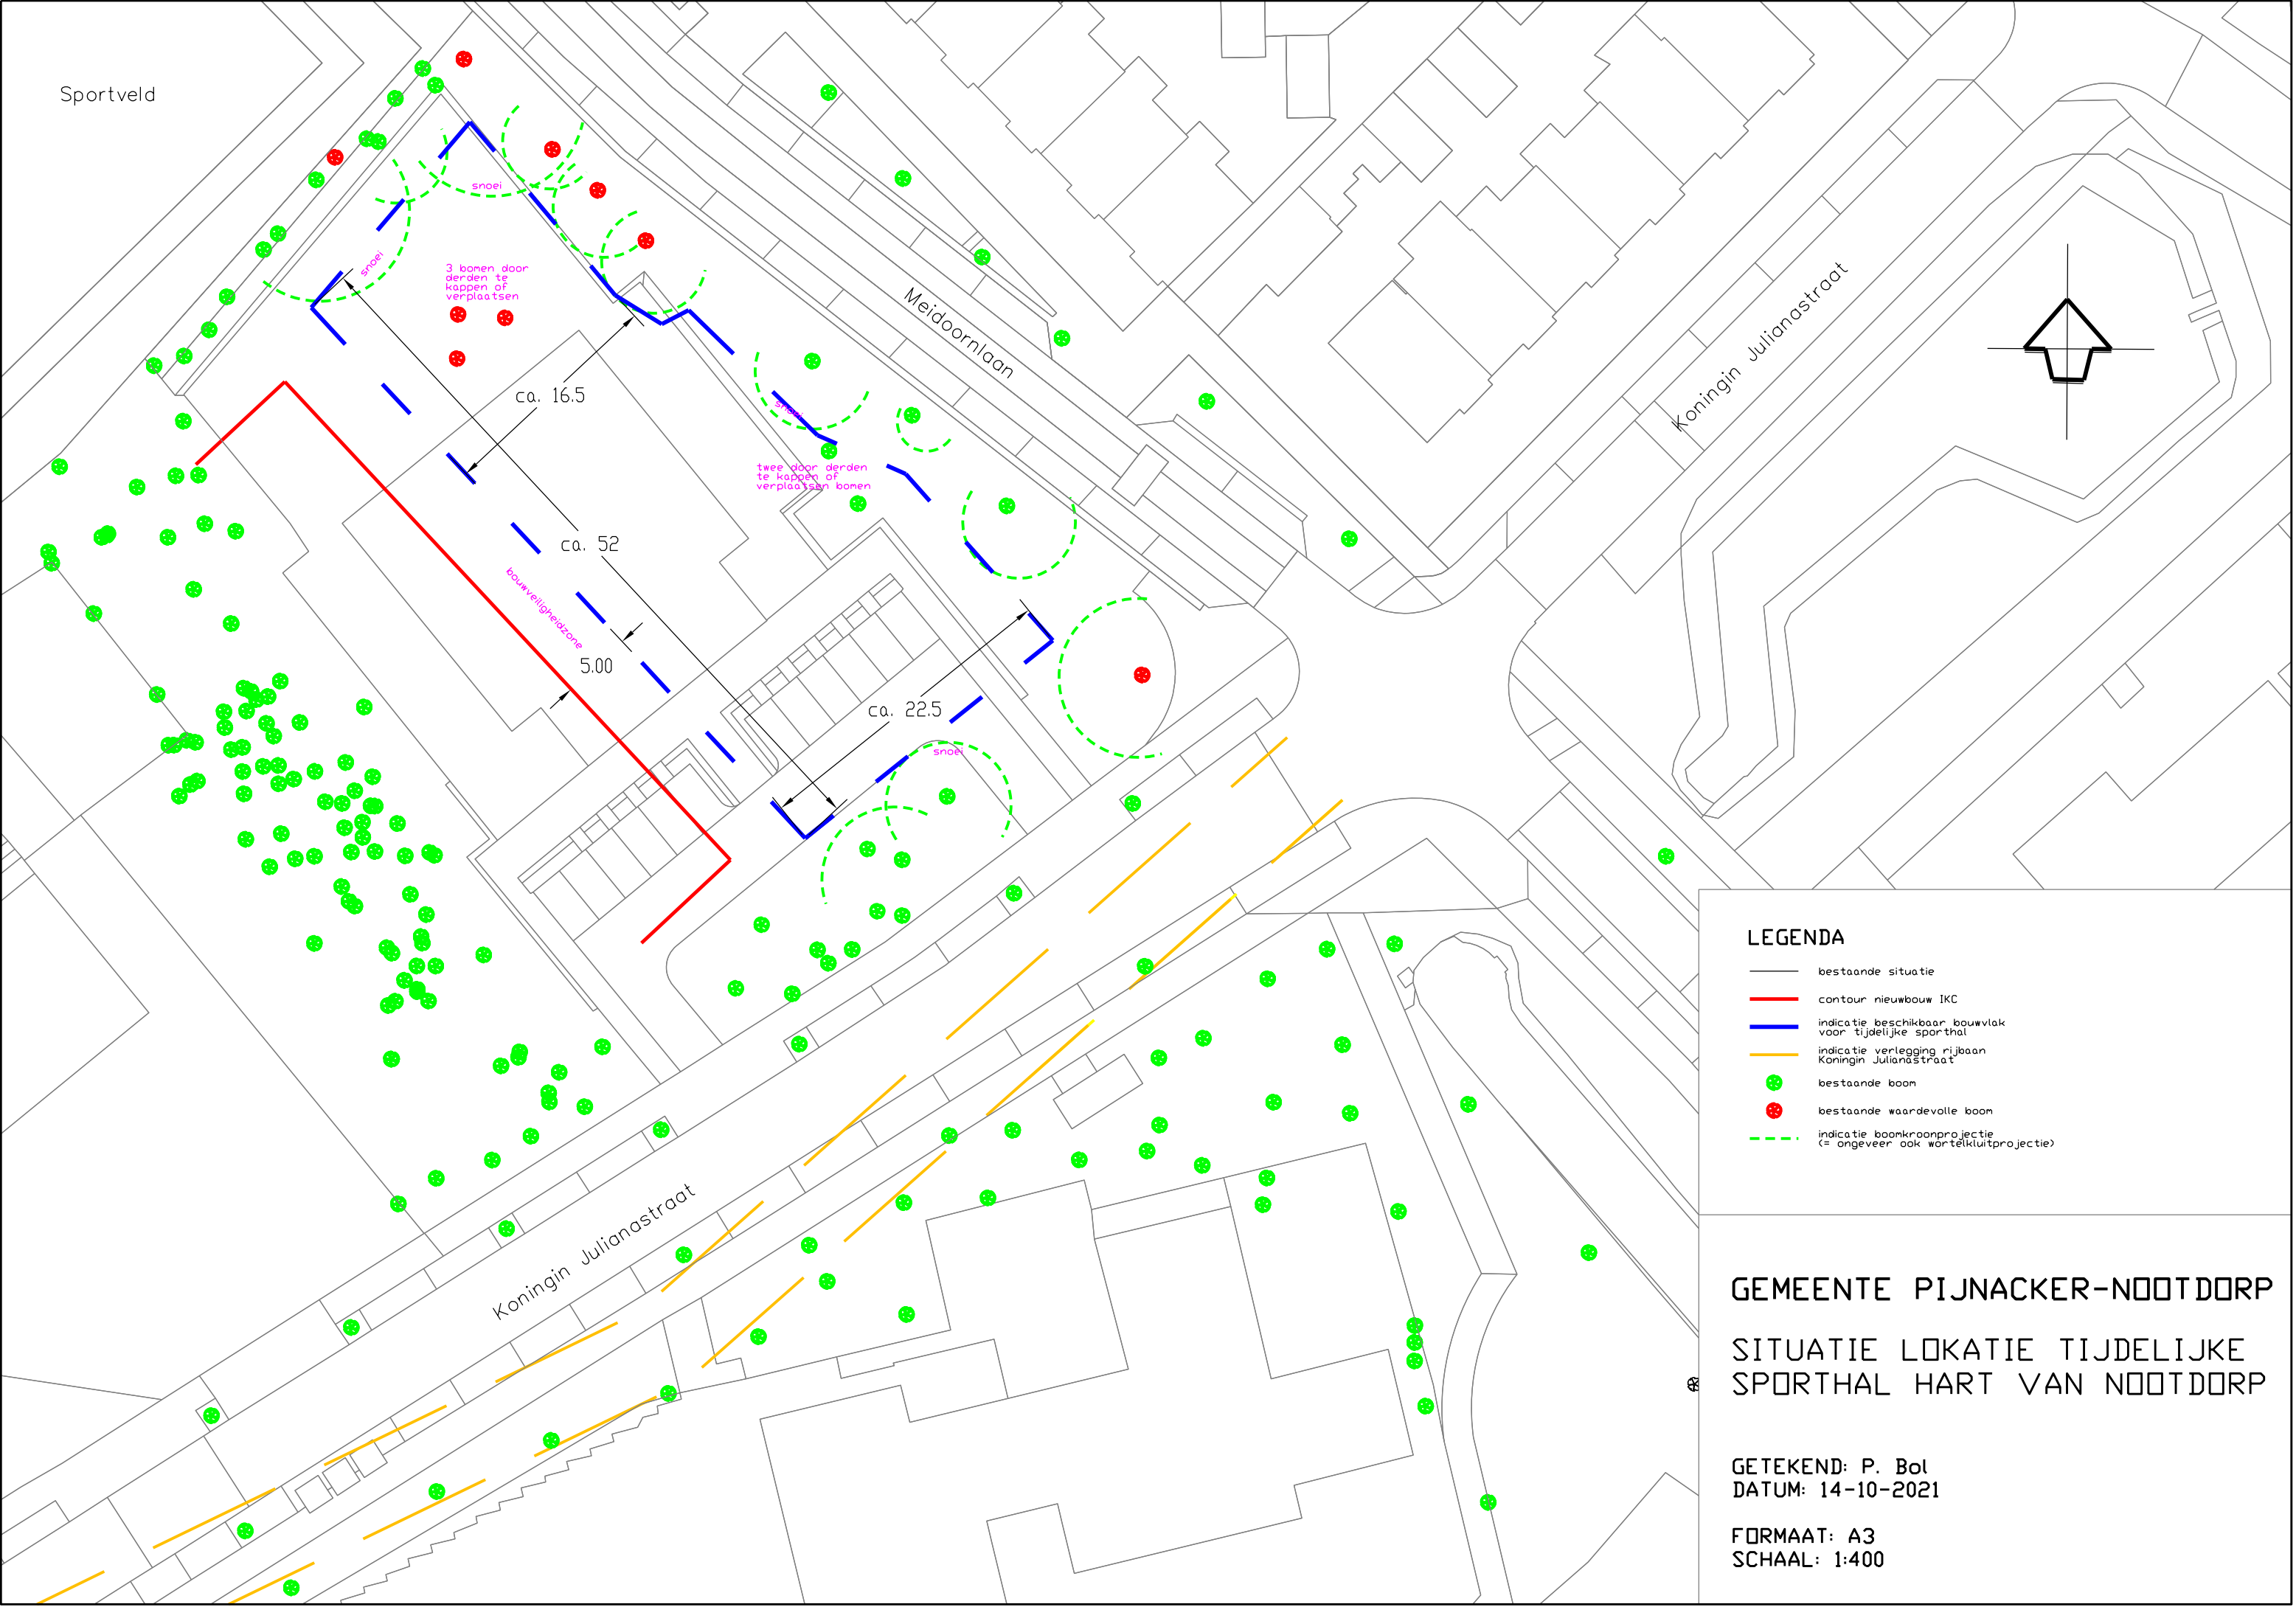 Sportveld
snoei
snoei
3 bomen door
derden te
kappen of
verplaatsen
ca. 16.5
Meidoornlaan
Koningin Julianastraat
snoei
twee door derden
te kappen of
verplaatsen bomen
ca. 52
bouwveiligheidzone
5.00
ca. 22.5
snoei
Koningin Julianastraat
LEGENDA
bestaande situatie
contour nieuwbouw IKC
indicatie beschikbaar bouwvlak
voor tijdelijke sporthal
indicatie verlegging rijbaan
Koningin Julianastraat
bestaande boom
bestaande waardevolle boom
indicatie boomkroonprojectie
(= ongeveer ook wortelkluitprojectie)
GEMEENTE PIJNACKER-NOOTDORP
SITUATIE LOKATIE TIJDELIJKE
SPORTHAL HART VAN NOOTDORP
GETEKEND: P. Bol
DATUM: 14-10-2021
FORMAAT: A3
SCHAAL: 1:400